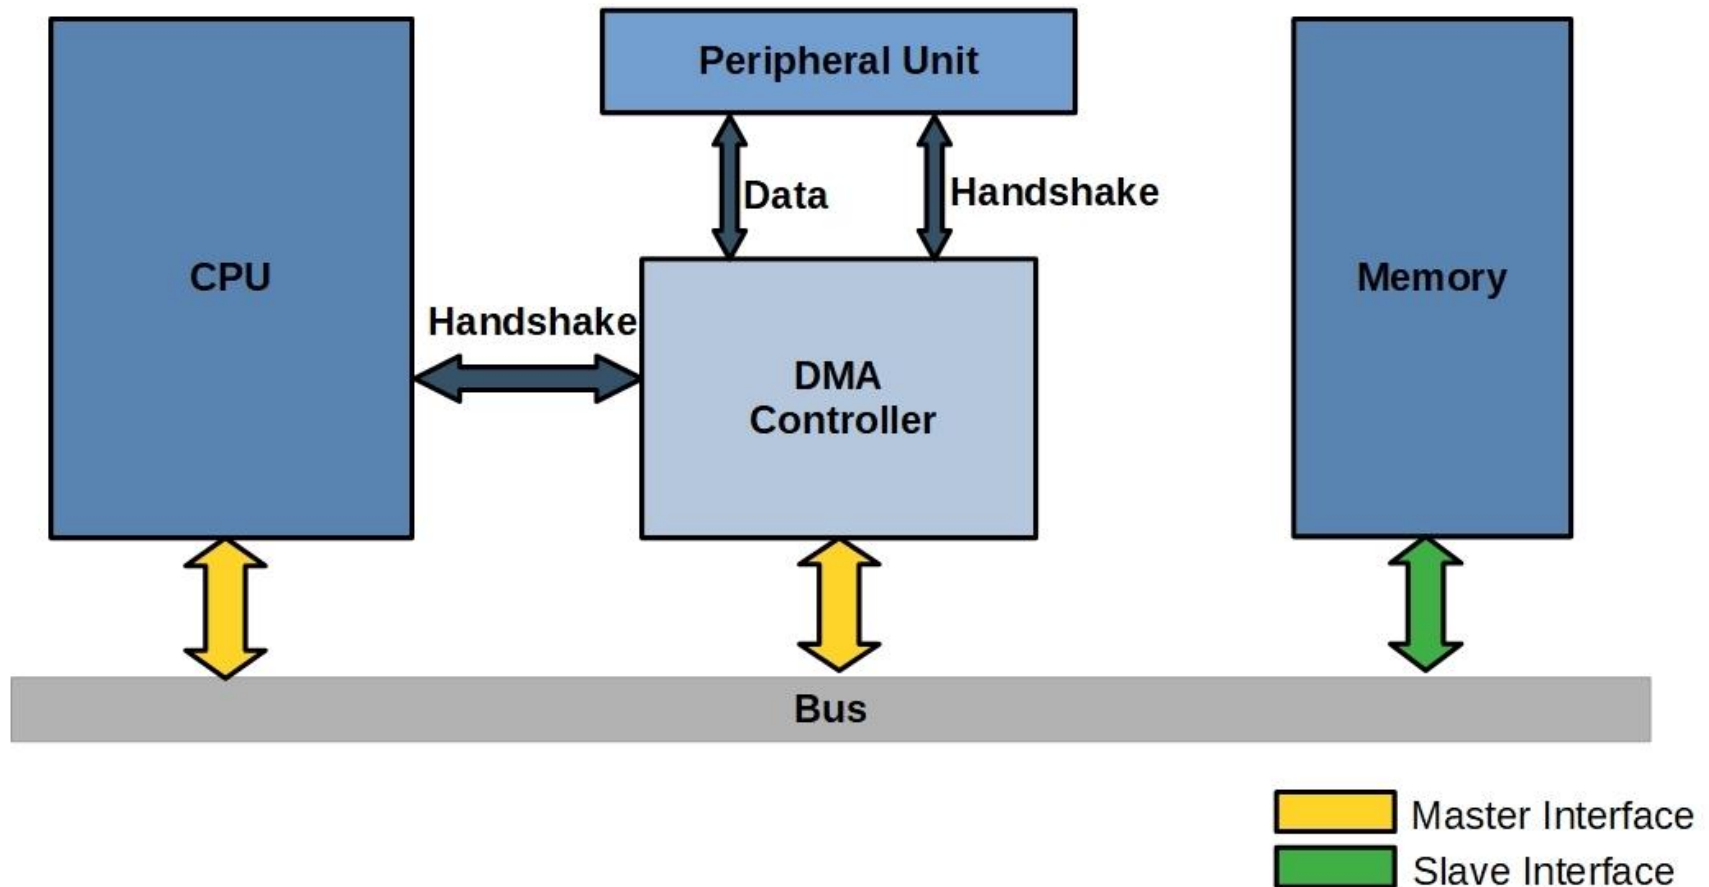 Peripheral Unit
Data
Handshake
CPU
Memory
Handshake
DMA
Controller
Bus
Master Interface
Slave Interface